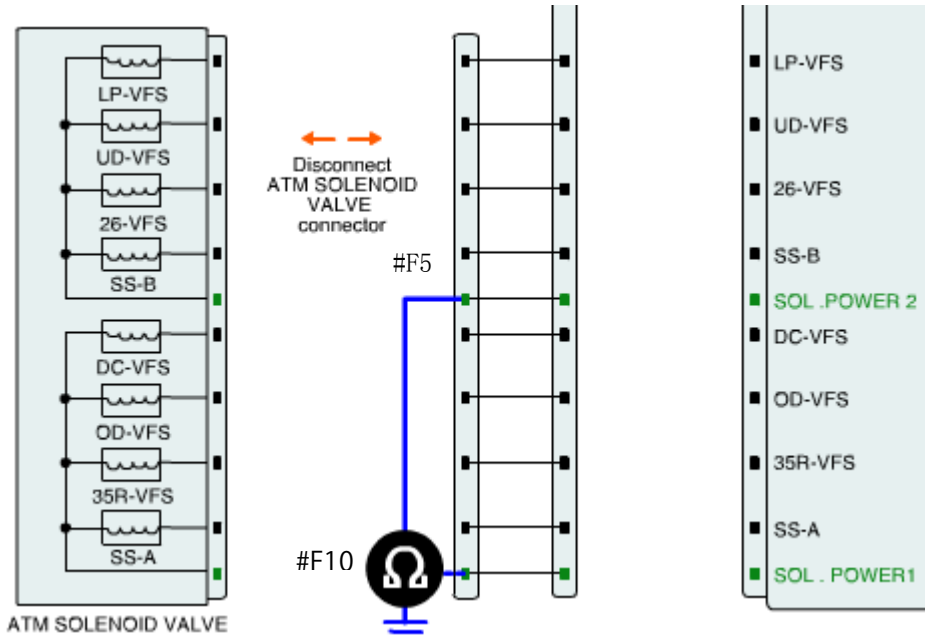 LP-VFS
UD-VFS
26-VFS
SS-B
DC-VFS
OD-VFS
35R-VFS
SS-A
ATM SOLENOID VALVE
Disconnect
ATM SOLENOID
VALVE
connector
#F5
#F10
Ω
LP-VFS
UD-VFS
26-VFS
SS-B
SOL .POWER 2
DC-VFS
OD-VFS
35R-VFS
SS-A
SOL . POWER1